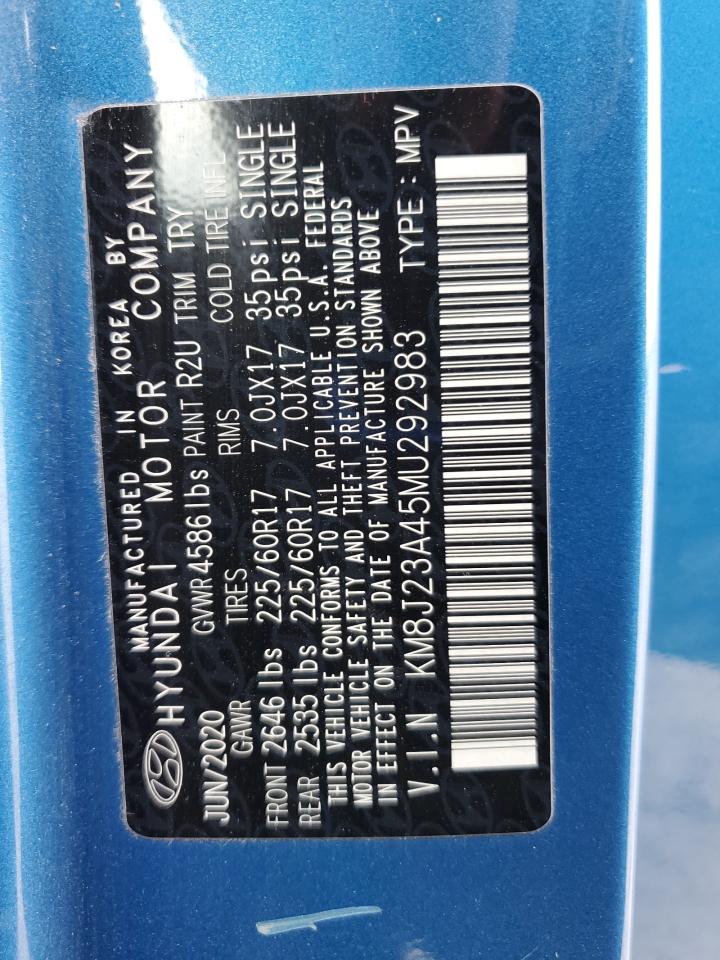 MANUFACTURED IN KOREA BY
HYUNDAI MOTOR COMPANY
JUN/2020 GVWR 4586 lbs PAINT R2U TRIM TRY
GAWR TIRES RIMS COLD TIRE INFL
FRONT 2646 lbs 225/60R17 7.0JX17 35psi SINGLE
REAR 2535 lbs 225/60R17 7.0JX17 35psi SINGLE
THIS VEHICLE CONFORMS TO ALL APPLICABLE U.S.A. FEDERAL
MOTOR VEHICLE SAFETY AND THEFT PREVENTION STANDARDS
IN EFFECT ON THE DATE OF MANUFACTURE SHOWN ABOVE
V.I.N KM8J23A45MU292983 TYPE : MPV